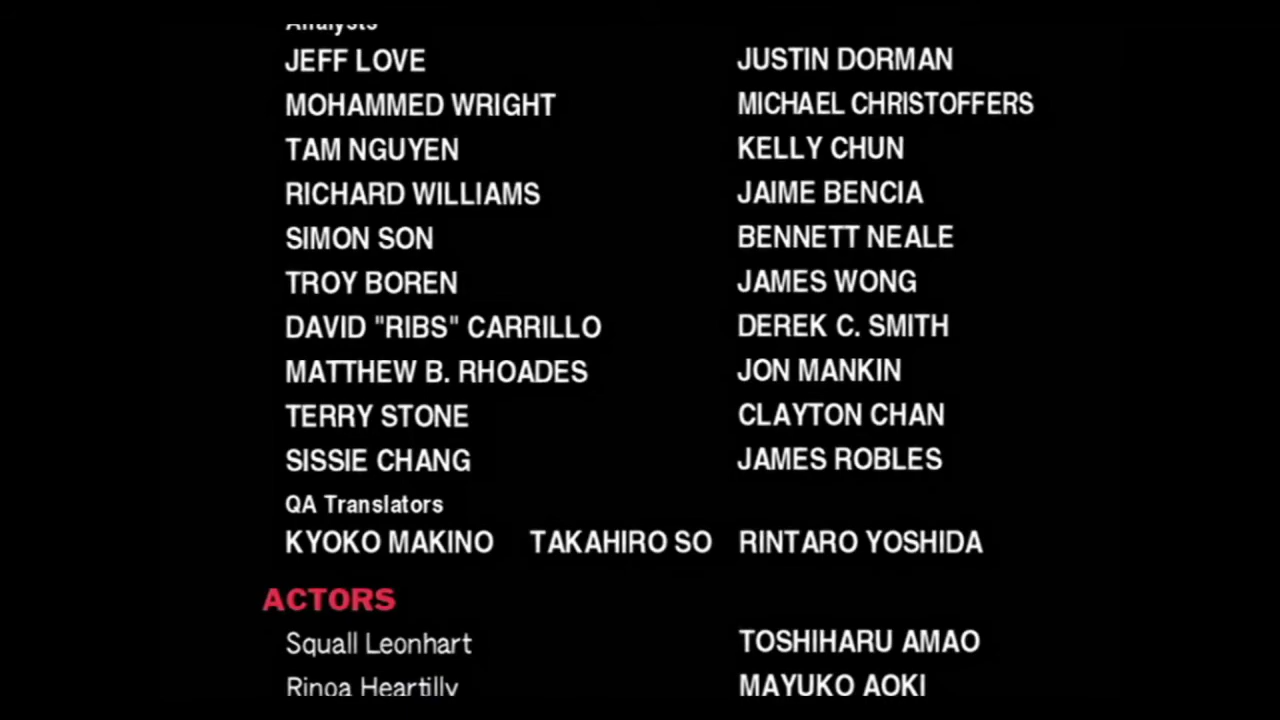 Analysts
JEFF LOVE JUSTIN DORMAN
MOHAMMED WRIGHT MICHAEL CHRISTOFFERS
TAM NGUYEN KELLY CHUN
RICHARD WILLIAMS JAIME BENCIA
SIMON SON BENNETT NEALE
TROY BOREN JAMES WONG
DAVID "RIBS" CARRILLO DEREK C. SMITH
MATTHEW B. RHOADES JON MANKIN
TERRY STONE CLAYTON CHAN
SISSIE CHANG JAMES ROBLES
QA Translators
KYOKO MAKINO TAKAHIRO SO RINTARO YOSHIDA
ACTORS
Squall Leonhart TOSHIHARU AMAO
Rinoa Heartilly MAYUKO AOKI